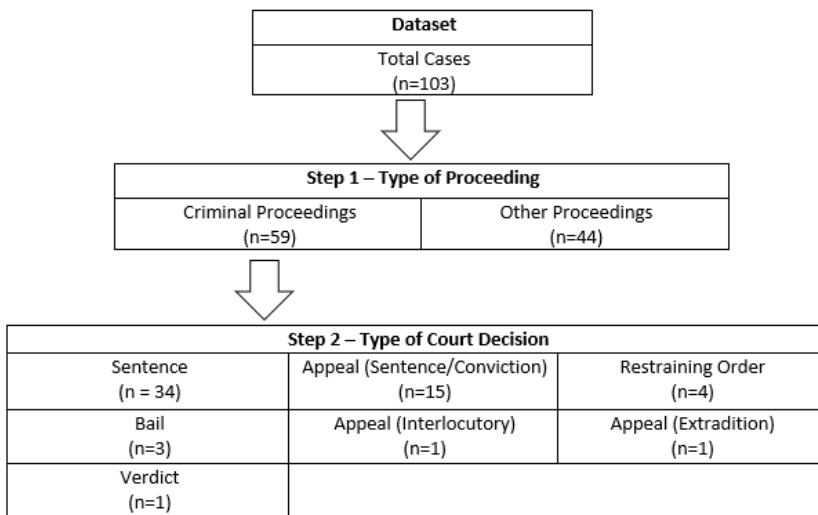 Dataset
Total Cases
(n=103)
Step 1 – Type of Proceeding
Criminal Proceedings
(n=59)
Other Proceedings
(n=44)
Step 2 – Type of Court Decision
Sentence
(n = 34)
Appeal (Sentence/Conviction)
(n=15)
Restraining Order
(n=4)
Bail
(n=3)
Appeal (Interlocutory)
(n=1)
Appeal (Extradition)
(n=1)
Verdict
(n=1)